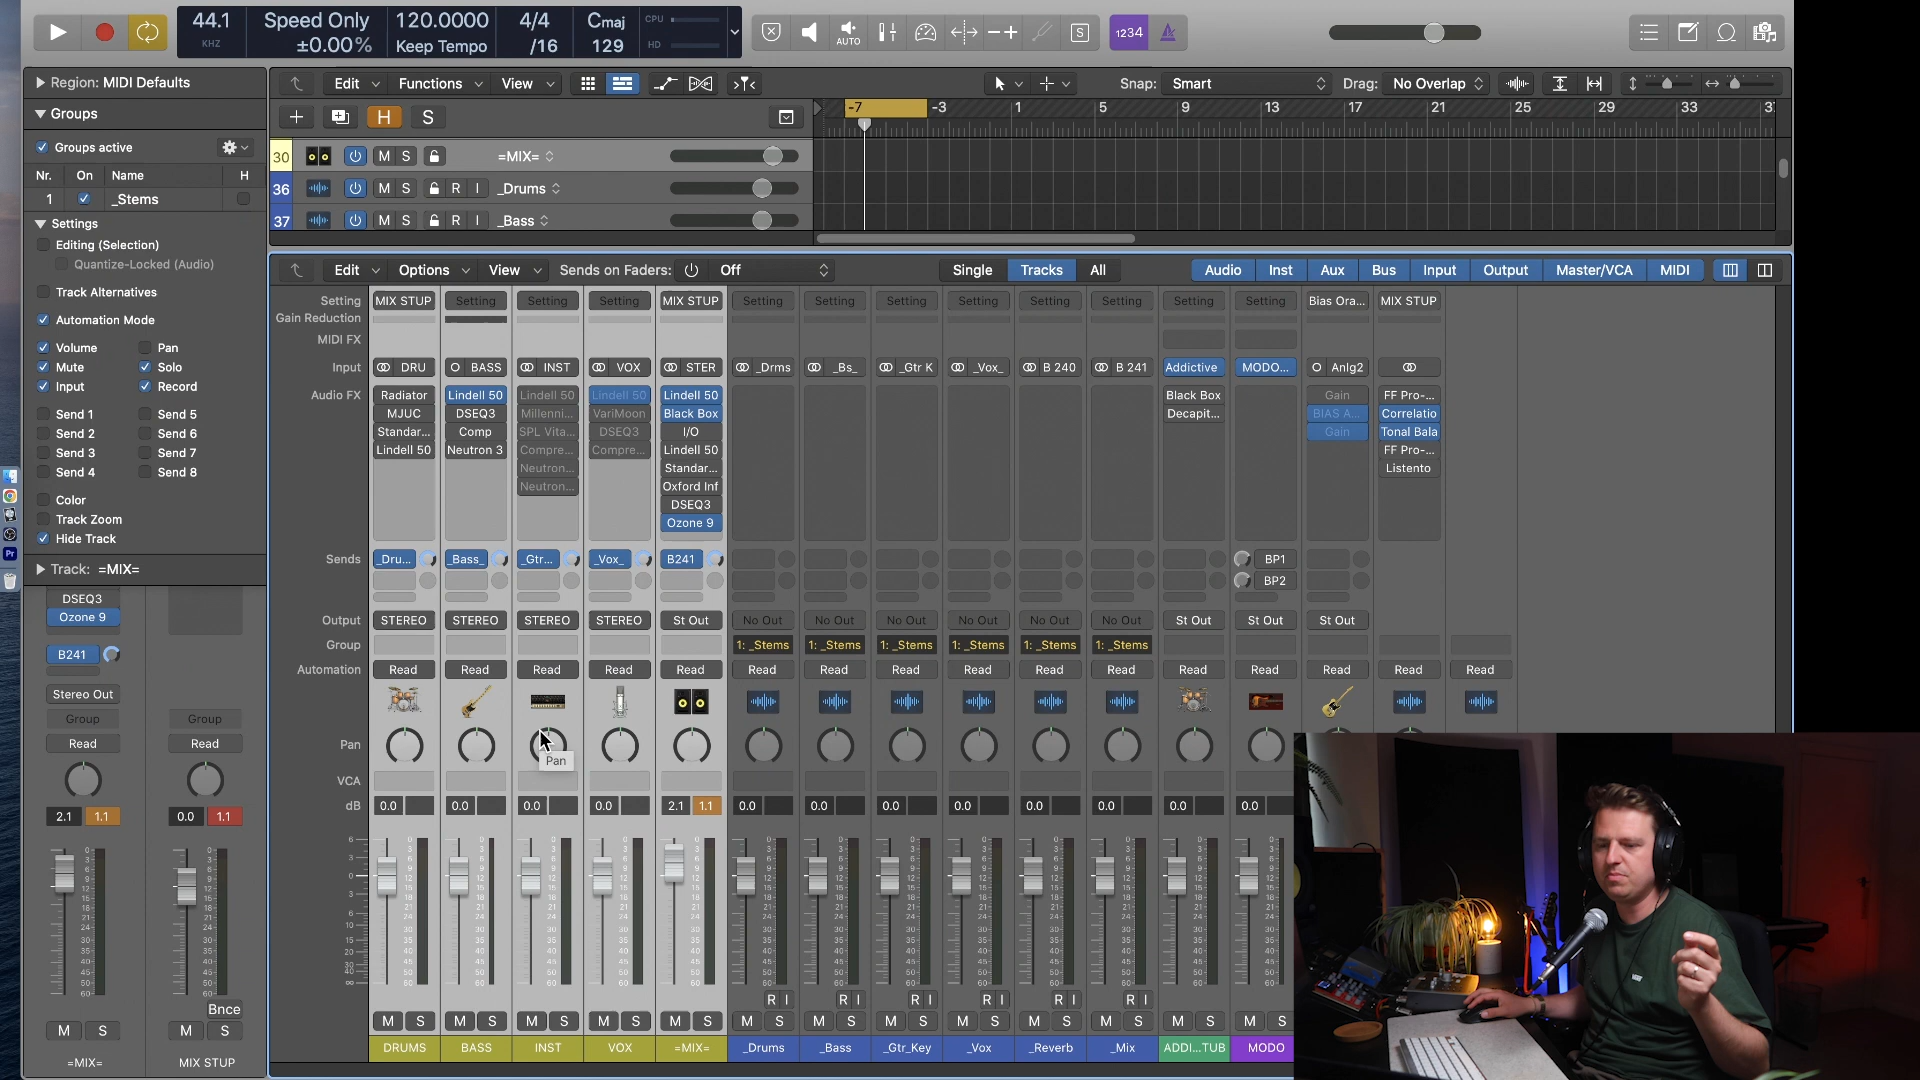 44.1 Speed Only 120.0000 4/4 Cmaj CPU
KHZ ±0.00% Keep Tempo /16 129 HD
AUTO S 1234
Region: MIDI Defaults
Edit Functions View Snap: Smart Drag: No Overlap
Groups
H S -7 -3 1 5 9 13 17 21 25 29 33
Groups active
30 M S =MIX=
Nr. On Name H
36 M S R I _Drums
1 _Stems
37 M S R I _Bass
Settings
Editing (Selection)
Quantize-Locked (Audio)
Track Alternatives
Automation Mode
Volume Pan
Mute Solo
Input Record
Send 1 Send 5
Send 2 Send 6
Send 3 Send 7
Send 4 Send 8
Color
Track Zoom
Hide Track
Track: =MIX=
DSEQ3
Ozone 9
B241
Stereo Out
Group Group
Read Read
2.1 1.1 0.0 1.1
Bnce
M S M S
=MIX= MIX STUP
Edit Options View Sends on Faders: Off Single Tracks All Audio Inst Aux Bus Input Output Master/VCA MIDI
Setting MIX STUP Setting Setting Setting MIX STUP Setting Setting Setting Setting Setting Setting Setting Setting Bias Ora... MIX STUP
Gain Reduction
MIDI FX
Input DRU BASS INST VOX STER _Drms _Bs_ _Gtr K _Vox_ B 240 B 241 Addictive MODO... Anlg2
Audio FX Radiator Lindell 50 Lindell 50 Lindell 50 Lindell 50 Black Box Gain FF Pro-...
MJUC DSEQ3 Millenni... VariMoon Black Box Decapit... BIAS A... Correlatio
Standar... Comp SPL Vita... DSEQ3 I/O Gain Tonal Bala
Lindell 50 Neutron 3 Compre... Compre... Lindell 50 FF Pro-...
Neutron... Standar... Listento
Neutron... Oxford Inf
DSEQ3
Ozone 9
Sends _Dru... _Bass_ _Gtr... _Vox_ B241 BP1
BP2
Output STEREO STEREO STEREO STEREO St Out No Out No Out No Out No Out No Out No Out St Out St Out St Out
Group 1: _Stems 1: _Stems 1: _Stems 1: _Stems 1: _Stems 1: _Stems
Automation Read Read Read Read Read Read Read Read Read Read Read Read Read Read Read Read
Pan
Pan
VCA
dB 0.0 0.0 0.0 0.0 2.1 1.1 0.0 0.0 0.0 0.0 0.0 0.0 0.0 0.0
R I R I R I R I R I R I
M S M S M S M S M S M S M S M S M S M S M S M S M S
DRUMS BASS INST VOX =MIX= _Drums _Bass _Gtr_Key _Vox _Reverb _Mix ADDI...TUB MODO